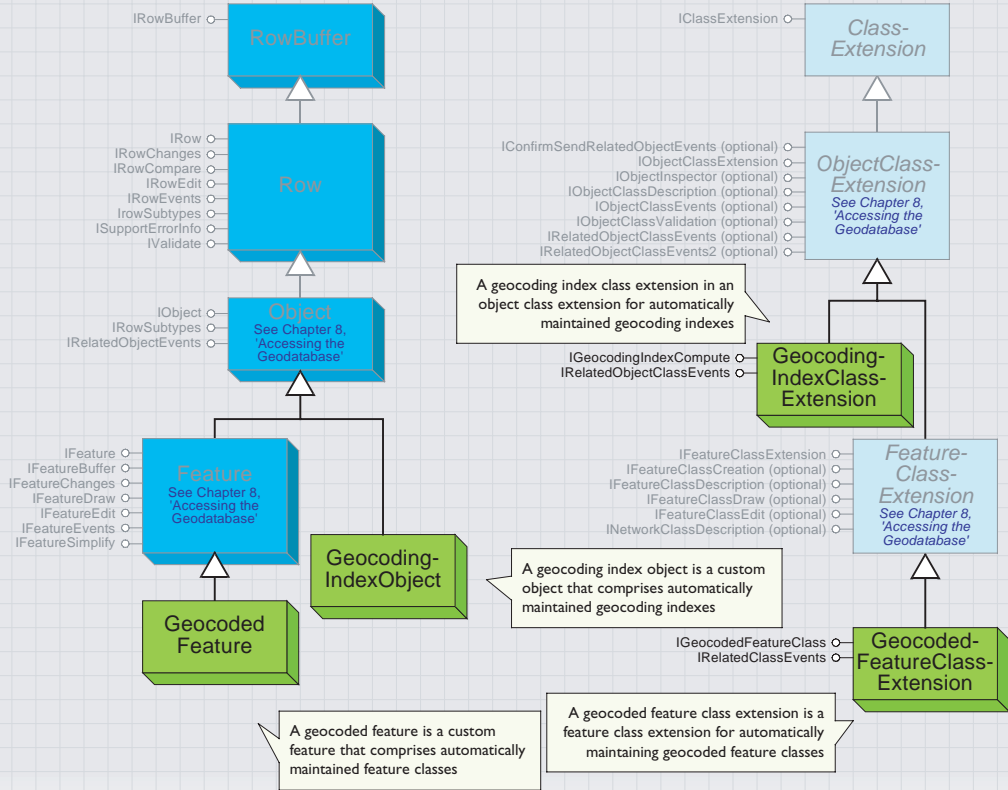 IRowBuffer
RowBuffer
IRow
IRowChanges
IRowCompare
IRowEdit
IRowEvents
IrowSubtypes
ISupportErrorInfo
IValidate
Row
IObject
IRowSubtypes
IRelatedObjectEvents
Object
See Chapter 8,
'Accessing the
Geodatabase'
IFeature
IFeatureBuffer
IFeatureChanges
IFeatureDraw
IFeatureEdit
IFeatureEvents
IFeatureSimplify
Feature
See Chapter 8,
'Accessing the
Geodatabase'
Geocoding-
IndexObject
A geocoding index object is a custom
object that comprises automatically
maintained geocoding indexes
Geocoded
Feature
A geocoded feature is a custom
feature that comprises automatically
maintained feature classes
IClassExtension
Class-
Extension
IConfirmSendRelatedObjectEvents (optional)
IObjectClassExtension
IObjectInspector (optional)
IObjectClassDescription (optional)
IObjectClassEvents (optional)
IObjectClassValidation (optional)
IRelatedObjectClassEvents (optional)
IRelatedObjectClassEvents2 (optional)
ObjectClass-
Extension
See Chapter 8,
'Accessing the
Geodatabase'
A geocoding index class extension in an
object class extension for automatically
maintained geocoding indexes
IGeocodingIndexCompute
IRelatedObjectClassEvents
Geocoding-
IndexClass-
Extension
IFeatureClassExtension
IFeatureClassCreation (optional)
IFeatureClassDescription (optional)
IFeatureClassDraw (optional)
IFeatureClassEdit (optional)
INetworkClassDescription (optional)
Feature-
Class-
Extension
See Chapter 8,
'Accessing the
Geodatabase'
IGeocodedFeatureClass
IRelatedClassEvents
Geocoded-
FeatureClass-
Extension
A geocoded feature class extension is a
feature class extension for automatically
maintaining geocoded feature classes